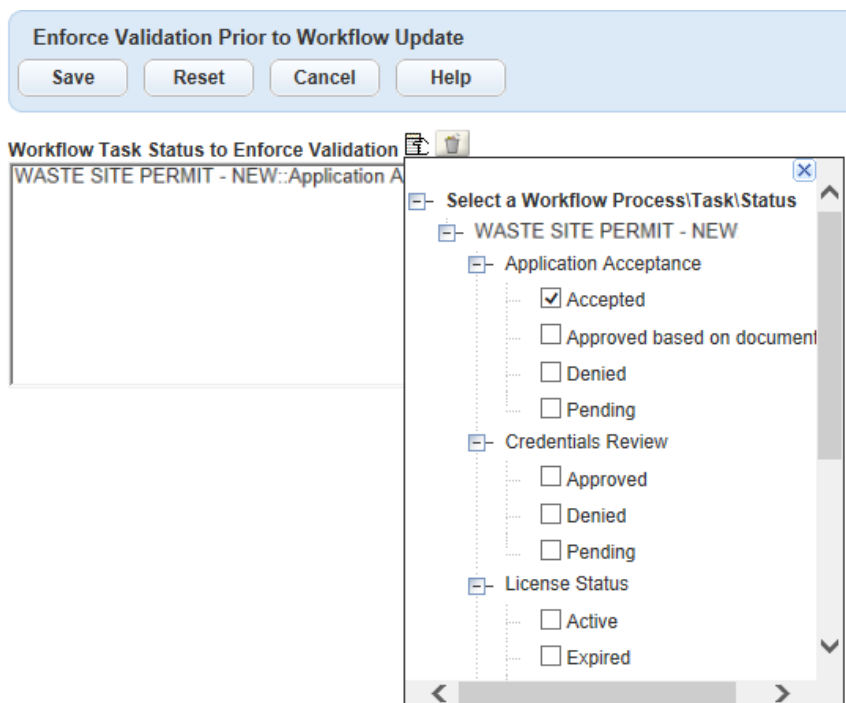 Enforce Validation Prior to Workflow Update
Save Reset Cancel Help
Workflow Task Status to Enforce Validation
WASTE SITE PERMIT - NEW::Application A
Select a Workflow Process\Task\Status
WASTE SITE PERMIT - NEW
Application Acceptance
Accepted
Approved based on document
Denied
Pending
Credentials Review
Approved
Denied
Pending
License Status
Active
Expired